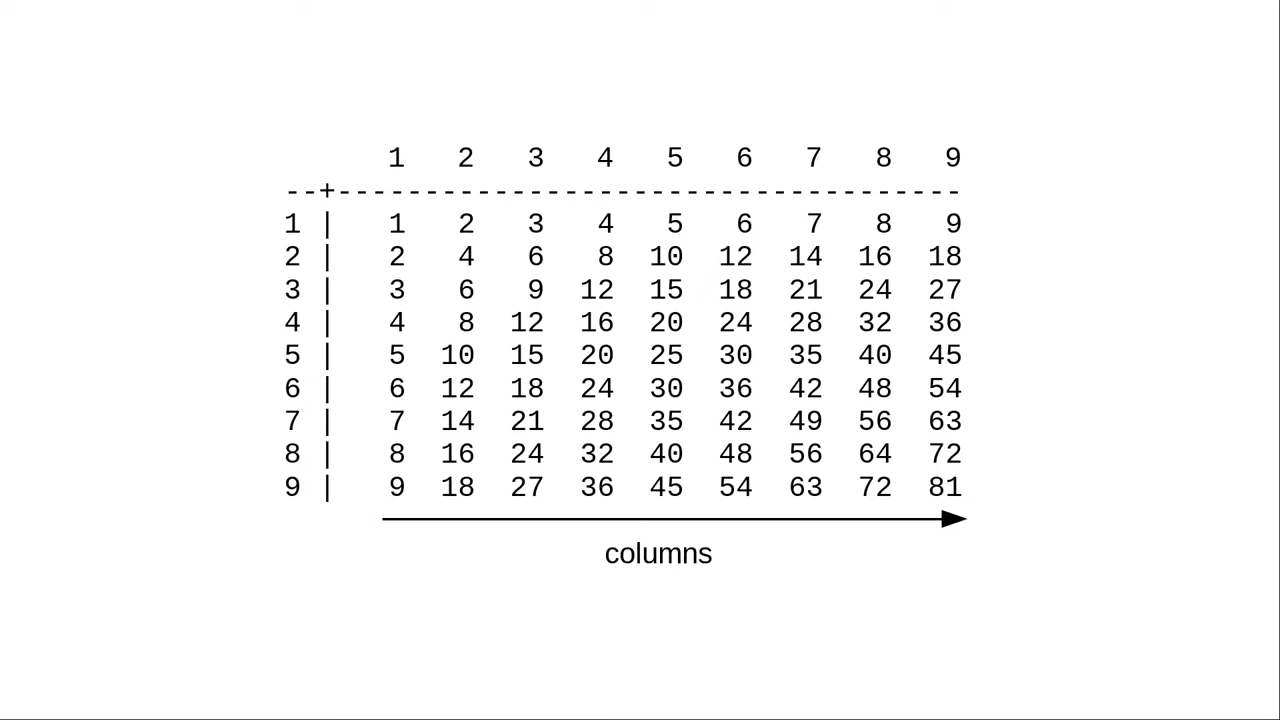 1 2 3 4 5 6 7 8 9
--+------------------------------------
1 | 1 2 3 4 5 6 7 8 9
2 | 2 4 6 8 10 12 14 16 18
3 | 3 6 9 12 15 18 21 24 27
4 | 4 8 12 16 20 24 28 32 36
5 | 5 10 15 20 25 30 35 40 45
6 | 6 12 18 24 30 36 42 48 54
7 | 7 14 21 28 35 42 49 56 63
8 | 8 16 24 32 40 48 56 64 72
9 | 9 18 27 36 45 54 63 72 81
columns